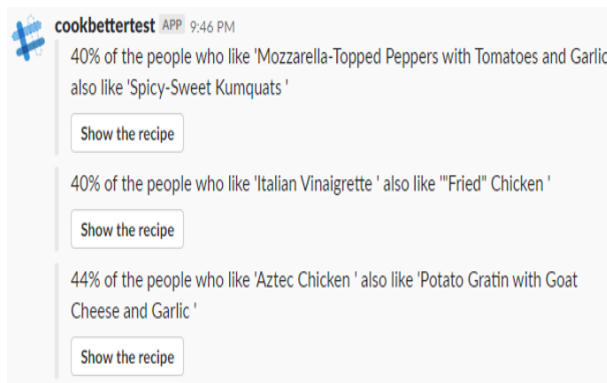 cookbettertest APP 9:46 PM
40% of the people who like 'Mozzarella-Topped Peppers with Tomatoes and Garlic
also like 'Spicy-Sweet Kumquats '
Show the recipe
40% of the people who like 'Italian Vinaigrette ' also like '"Fried" Chicken '
Show the recipe
44% of the people who like 'Aztec Chicken ' also like 'Potato Gratin with Goat
Cheese and Garlic '
Show the recipe